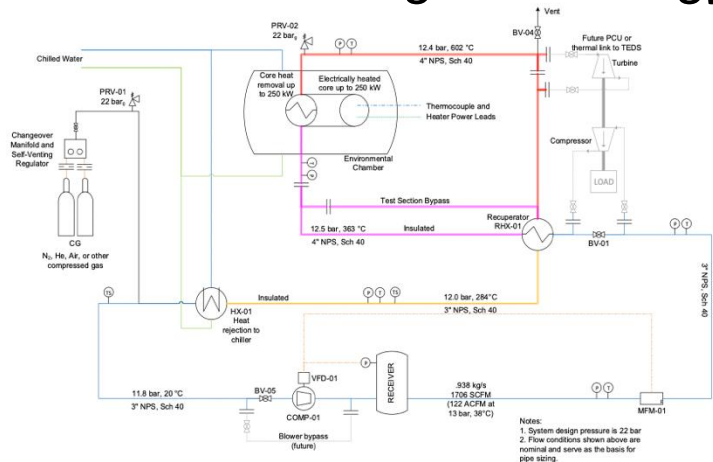 PRV-02
22 barg
P
T
12.4 bar, 602 °C
4" NPS, Sch 40
BV-04
Vent
Future PCU or
thermal link to TEDS
Turbine
Chilled Water
PRV-01
22 barg
Core heat
removal up
to 250 kW
Electrically heated
core up to 250 kW
Thermocouple and
Heater Power Leads
Environmental
Chamber
Changeover
Manifold and
Self-Venting
Regulator
Compressor
LOAD
Test Section Bypass
CG
N2, He, Air, or other
compressed gas
12.5 bar, 363 °C
Insulated
4" NPS, Sch 40
Recuperator
RHX-01
BV-01
P
T
TS
Insulated
P
T
TS
12.0 bar, 284°C
3" NPS, Sch 40
HX-01
Heat
rejection to
chiller
3" NPS, Sch 40
VFD-01
P
RECEIVER
11.8 bar, 20 °C
3" NPS, Sch 40
BV-05
COMP-01
.938 kg/s
1706 SCFM
(122 ACFM at
13 bar, 38°C)
P
T
MFM-01
Blower bypass
(future)
Notes:
1. System design pressure is 22 bar
2. Flow conditions shown above are
nominal and serve as the basis for
pipe sizing.